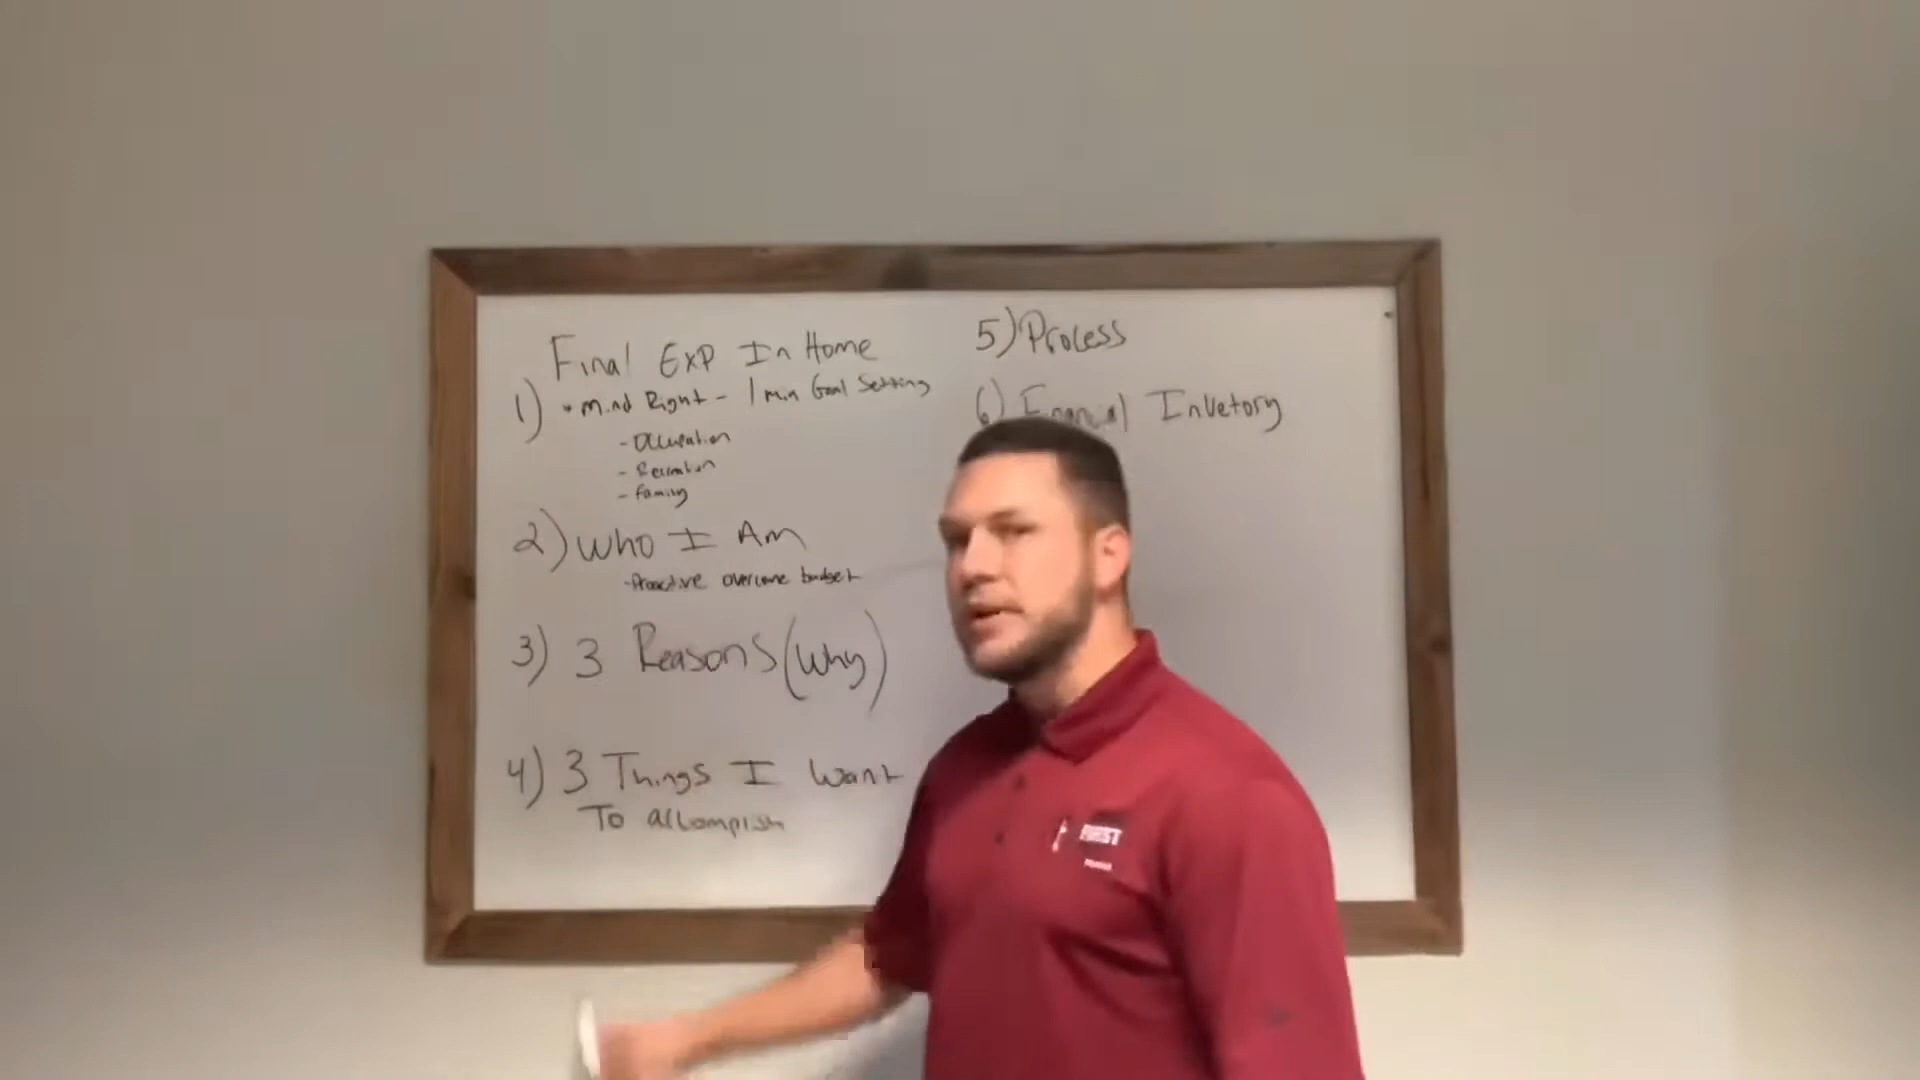 Final Exp In Home
1) • Mind Right - 1 min Goal Setting
- Occupation
- Recreation
- Family
2) Who I Am
- Proactive overcome budget
3) 3 Reasons (Why)
4) 3 Things I Want
To accomplish
5) Process
6) Financial Invetory
FIRST